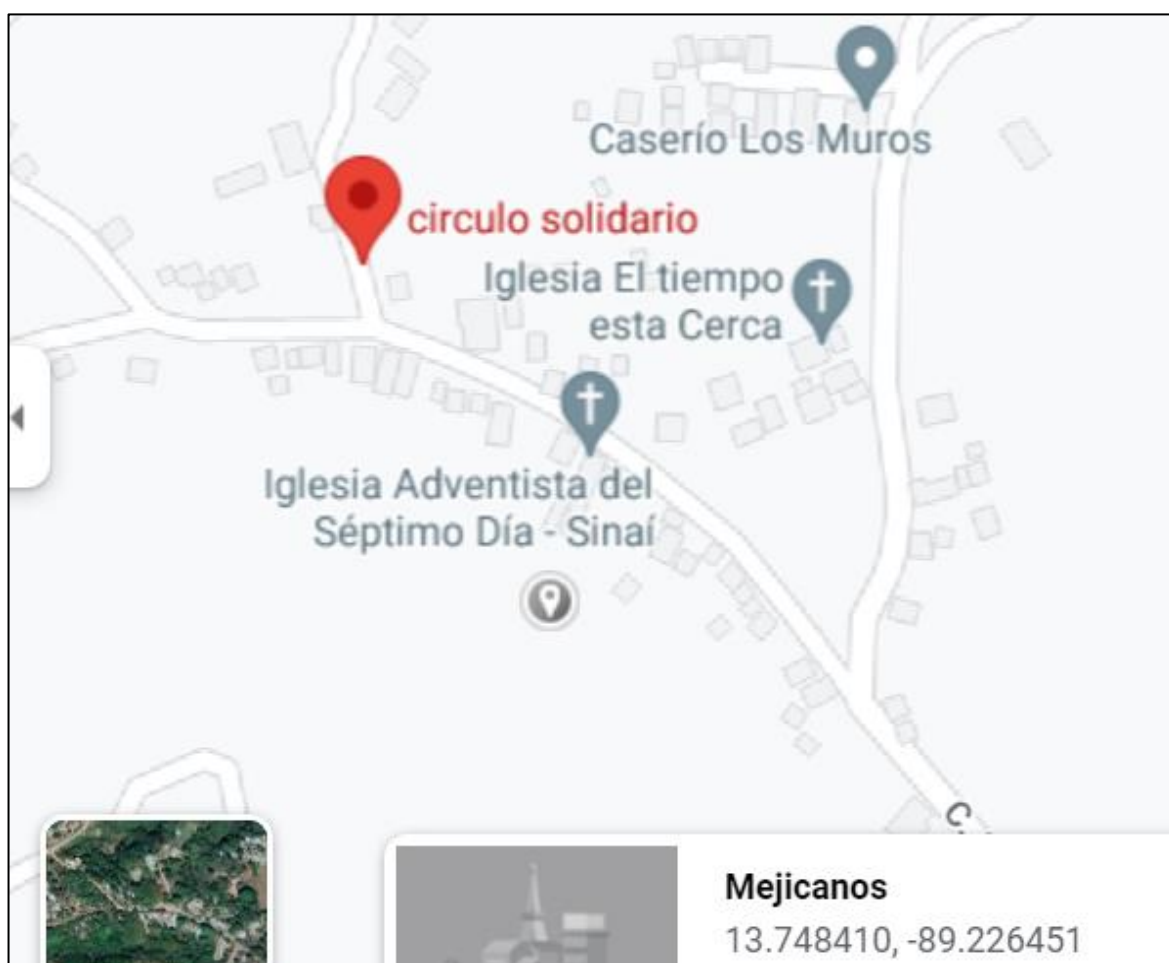 Caserío Los Muros
circulo solidario
Iglesia El tiempo
esta Cerca
Iglesia Adventista del
Séptimo Día - Sinaí
C.
Mejicanos
13.748410, -89.226451